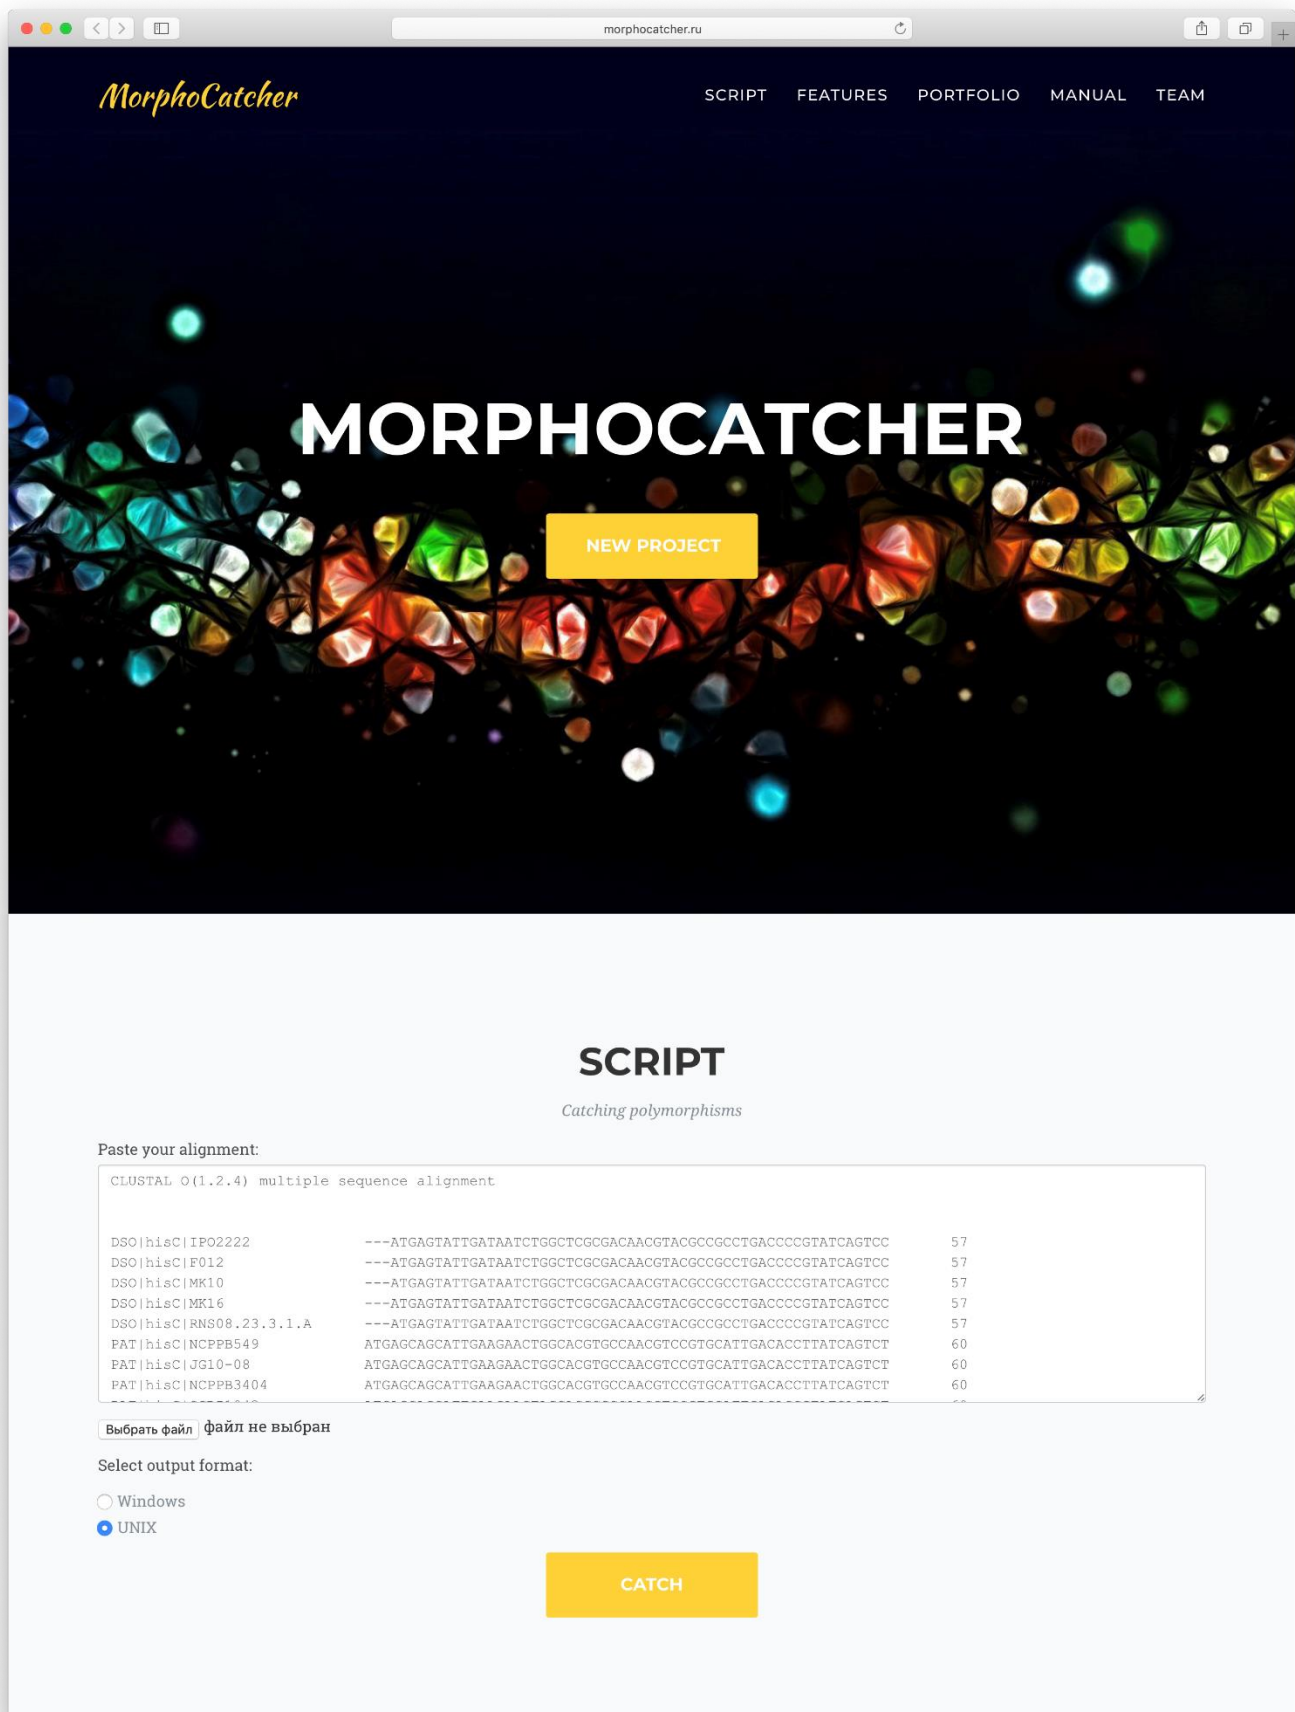 morphocatcher.ru
MorphoCatcher
SCRIPT FEATURES PORTFOLIO MANUAL TEAM
MORPHOCATCHER
NEW PROJECT
SCRIPT
Catching polymorphisms
Paste your alignment:
CLUSTAL O(1.2.4) multiple sequence alignment
DSO|hisC|IPO2222 ---ATGAGTATTGATAATCTGGCTCGCGACAACGTACGCCGCCTGACCCCGTATCAGTCC 57
DSO|hisC|F012 ---ATGAGTATTGATAATCTGGCTCGCGACAACGTACGCCGCCTGACCCCGTATCAGTCC 57
DSO|hisC|MK10 ---ATGAGTATTGATAATCTGGCTCGCGACAACGTACGCCGCCTGACCCCGTATCAGTCC 57
DSO|hisC|MK16 ---ATGAGTATTGATAATCTGGCTCGCGACAACGTACGCCGCCTGACCCCGTATCAGTCC 57
DSO|hisC|RNS08.23.3.1.A ---ATGAGTATTGATAATCTGGCTCGCGACAACGTACGCCGCCTGACCCCGTATCAGTCC 57
PAT|hisC|NCPPB549 ATGAGCAGCATTGAAGAACTGGCACGTGCCAACGTCCGTGCATTGACACCTTATCAGTCT 60
PAT|hisC|JG10-08 ATGAGCAGCATTGAAGAACTGGCACGTGCCAACGTCCGTGCATTGACACCTTATCAGTCT 60
PAT|hisC|NCPPB3404 ATGAGCAGCATTGAAGAACTGGCACGTGCCAACGTCCGTGCATTGACACCTTATCAGTCT 60
Выбрать файл файл не выбран
Select output format:
Windows
UNIX
CATCH